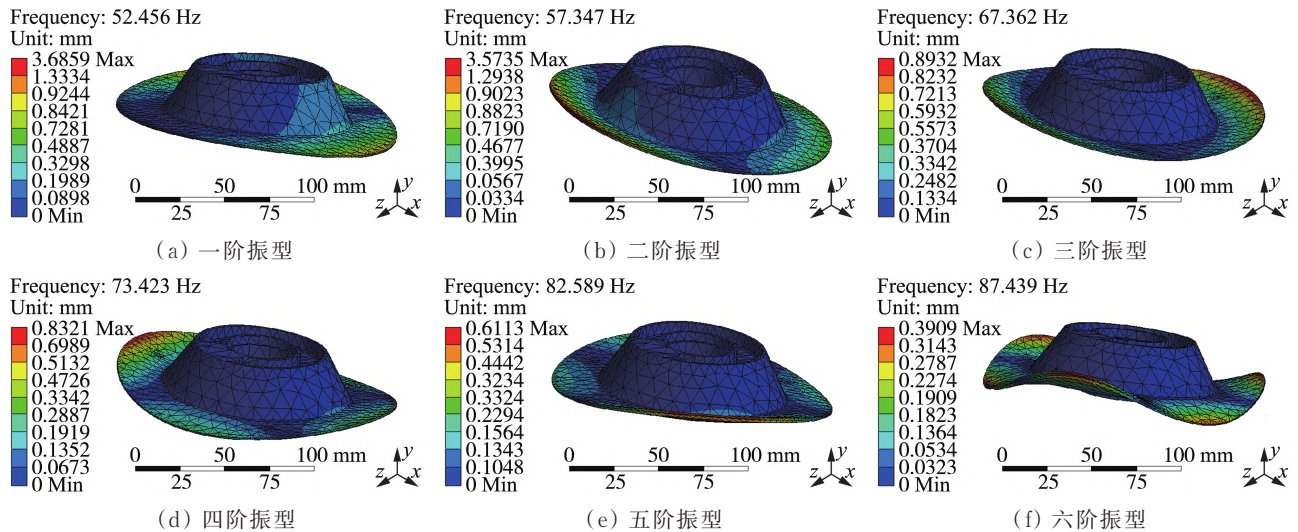 Frequency: 52.456 Hz
Unit: mm
3.6859 Max
1.3334
0.9244
0.8421
0.7281
0.4887
0.3298
0.1989
0.0898
0 Min
0 50 100 mm
25 75
y
z x
(a) 一阶振型
Frequency: 57.347 Hz
Unit: mm
3.5735 Max
1.2938
0.9023
0.8823
0.7190
0.4677
0.3995
0.0567
0.0334
0 Min
0 50 100 mm
25 75
y
z x
(b) 二阶振型
Frequency: 67.362 Hz
Unit: mm
0.8932 Max
0.8232
0.7213
0.5932
0.5573
0.3704
0.3342
0.2482
0.1334
0 Min
0 50 100 mm
25 75
y
z x
(c) 三阶振型
Frequency: 73.423 Hz
Unit: mm
0.8321 Max
0.6989
0.5132
0.4726
0.3342
0.2887
0.1919
0.1352
0.0673
0 Min
0 50 100 mm
25 75
y
z x
(d) 四阶振型
Frequency: 82.589 Hz
Unit: mm
0.6113 Max
0.5314
0.4442
0.3234
0.3324
0.2294
0.1564
0.1343
0.1048
0 Min
0 50 100 mm
25 75
y
z x
(e) 五阶振型
Frequency: 87.439 Hz
Unit: mm
0.3909 Max
0.3143
0.2787
0.2274
0.1909
0.1823
0.1364
0.0534
0.0323
0 Min
0 50 100 mm
25 75
y
z x
(f) 六阶振型